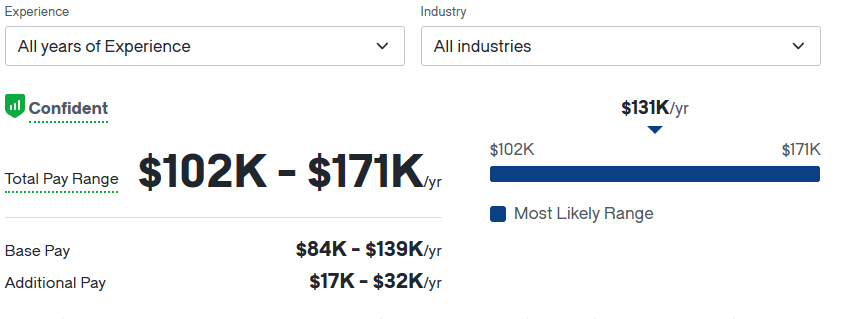 Experience
Industry
All years of Experience
All industries
Confident
$131K/yr
$102K
$171K
Total Pay Range
$102K - $171K/yr
Most Likely Range
Base Pay
$84K - $139K/yr
Additional Pay
$17K - $32K/yr